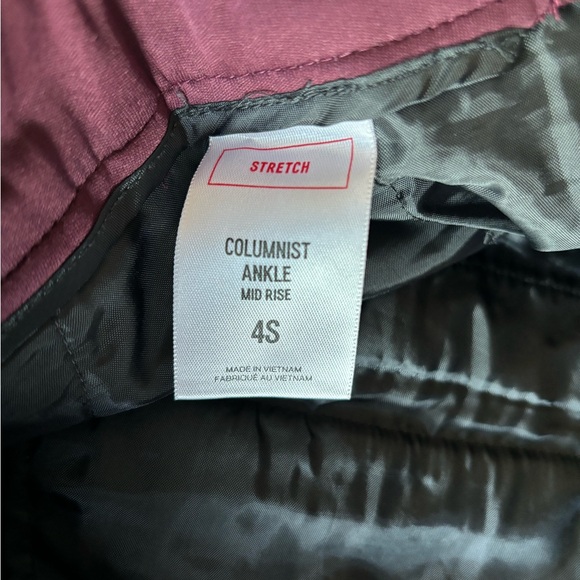 STRETCH
COLUMNIST
ANKLE
MID RISE
4S
MADE IN VIETNAM
FABRIQUÉ AU VIETNAM